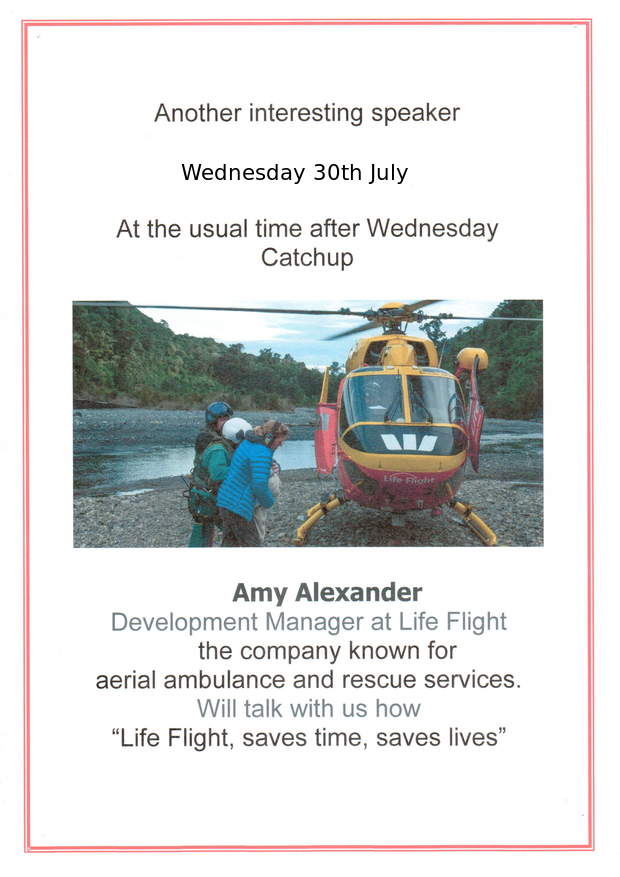 Another interesting speaker
Wednesday 30th July
At the usual time after Wednesday
Catchup
Life Flight
Amy Alexander
Development Manager at Life Flight
the company known for
aerial ambulance and rescue services.
Will talk with us how
“Life Flight, saves time, saves lives”